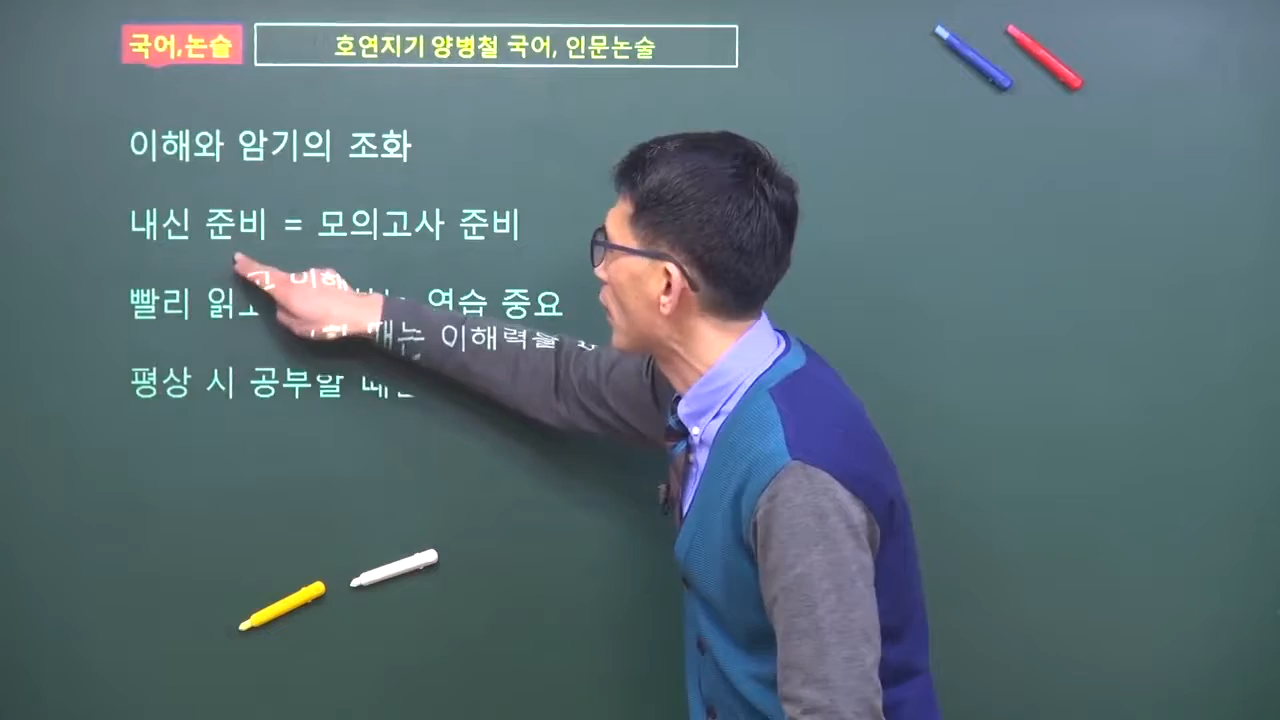 국어,논술
호연지기 양병철 국어, 인문논술
이해와 암기의 조화
내신 준비 = 모의고사 준비
빨리 읽고 연습 중요
평상 시 공부할 때는
이해
때는 이해력을